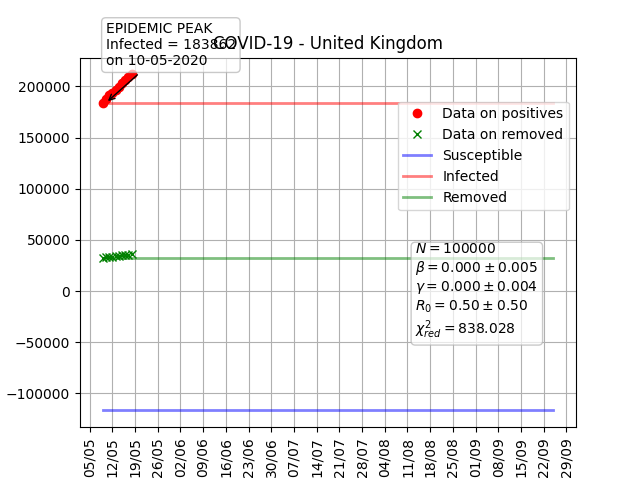 EPIDEMIC PEAK
Infected = 183862
on 10-05-2020
COVID-19 - United Kingdom
200000
150000
100000
50000
0
−50000
−100000
Data on positives
Data on removed
Susceptible
Infected
Removed
N = 100000
β = 0.000 ± 0.005
γ = 0.000 ± 0.004
R₀ = 0.50 ± 0.50
χ²red = 838.028
05/05
12/05
19/05
26/05
02/06
09/06
16/06
23/06
30/06
07/07
14/07
21/07
28/07
04/08
11/08
18/08
25/08
01/09
08/09
15/09
22/09
29/09